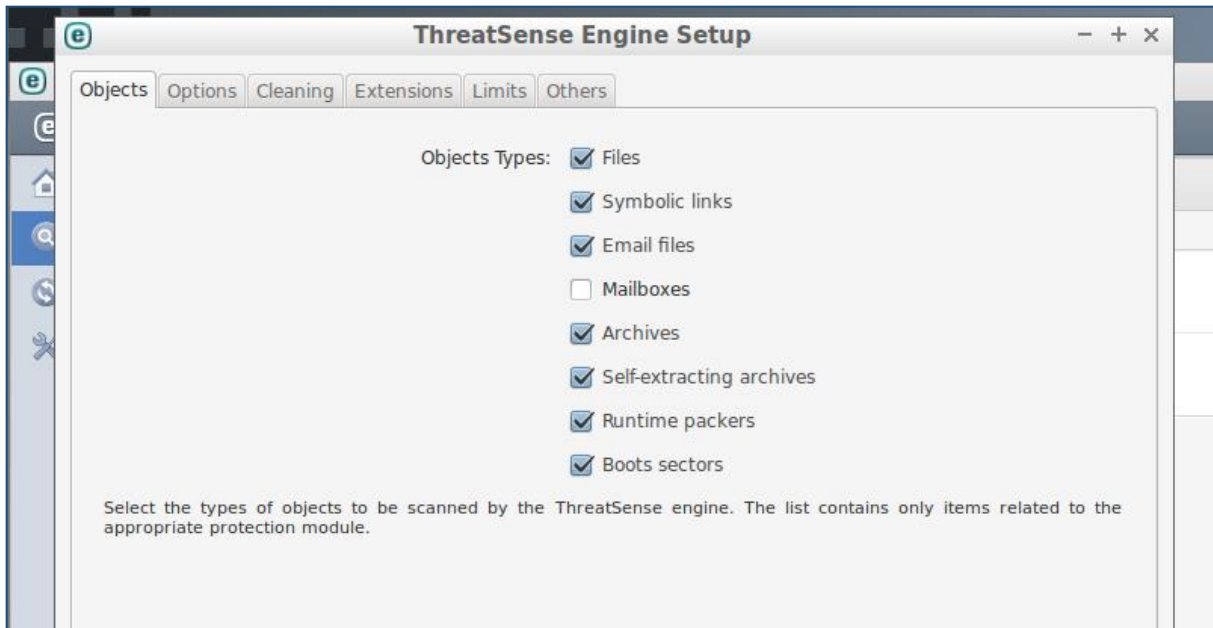 ThreatSense Engine Setup
Objects Options Cleaning Extensions Limits Others
Objects Types: Files
Symbolic links
Email files
Mailboxes
Archives
Self-extracting archives
Runtime packers
Boots sectors
Select the types of objects to be scanned by the ThreatSense engine. The list contains only items related to the
appropriate protection module.